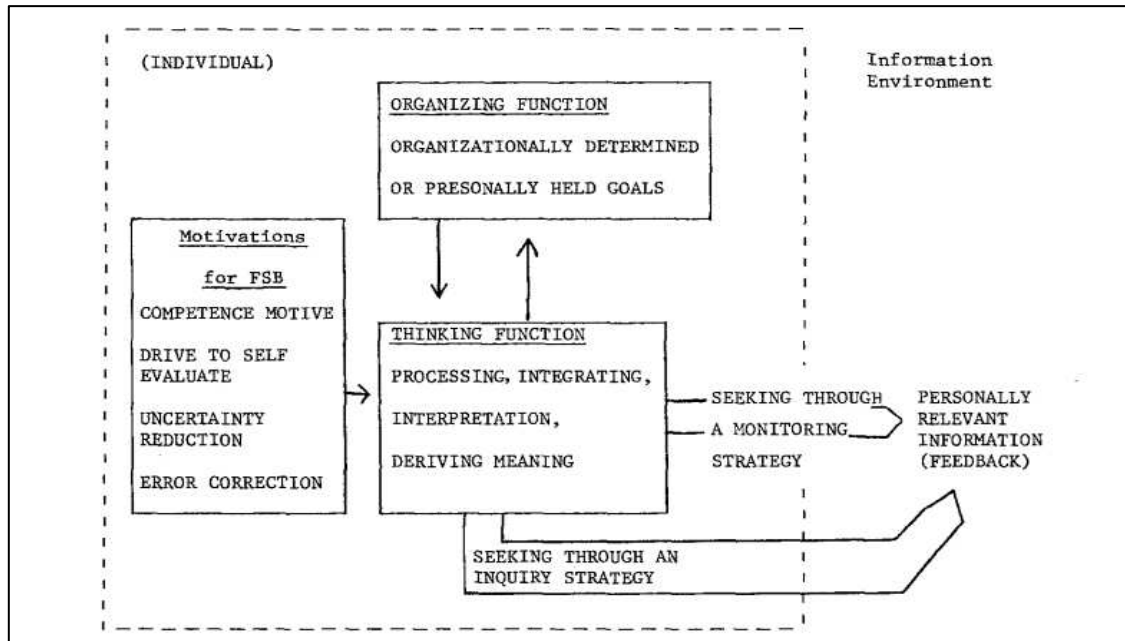 (INDIVIDUAL)
Information
Environment
ORGANIZING FUNCTION
ORGANIZATIONALLY DETERMINED
OR PRESONALLY HELD GOALS
Motivations
for FSB
COMPETENCE MOTIVE
DRIVE TO SELF
EVALUATE
UNCERTAINTY
REDUCTION
ERROR CORRECTION
THINKING FUNCTION
PROCESSING, INTEGRATING,
INTERPRETATION,
DERIVING MEANING
SEEKING THROUGH
A MONITORING
STRATEGY
PERSONALLY
RELEVANT
INFORMATION
(FEEDBACK)
SEEKING THROUGH AN
INQUIRY STRATEGY